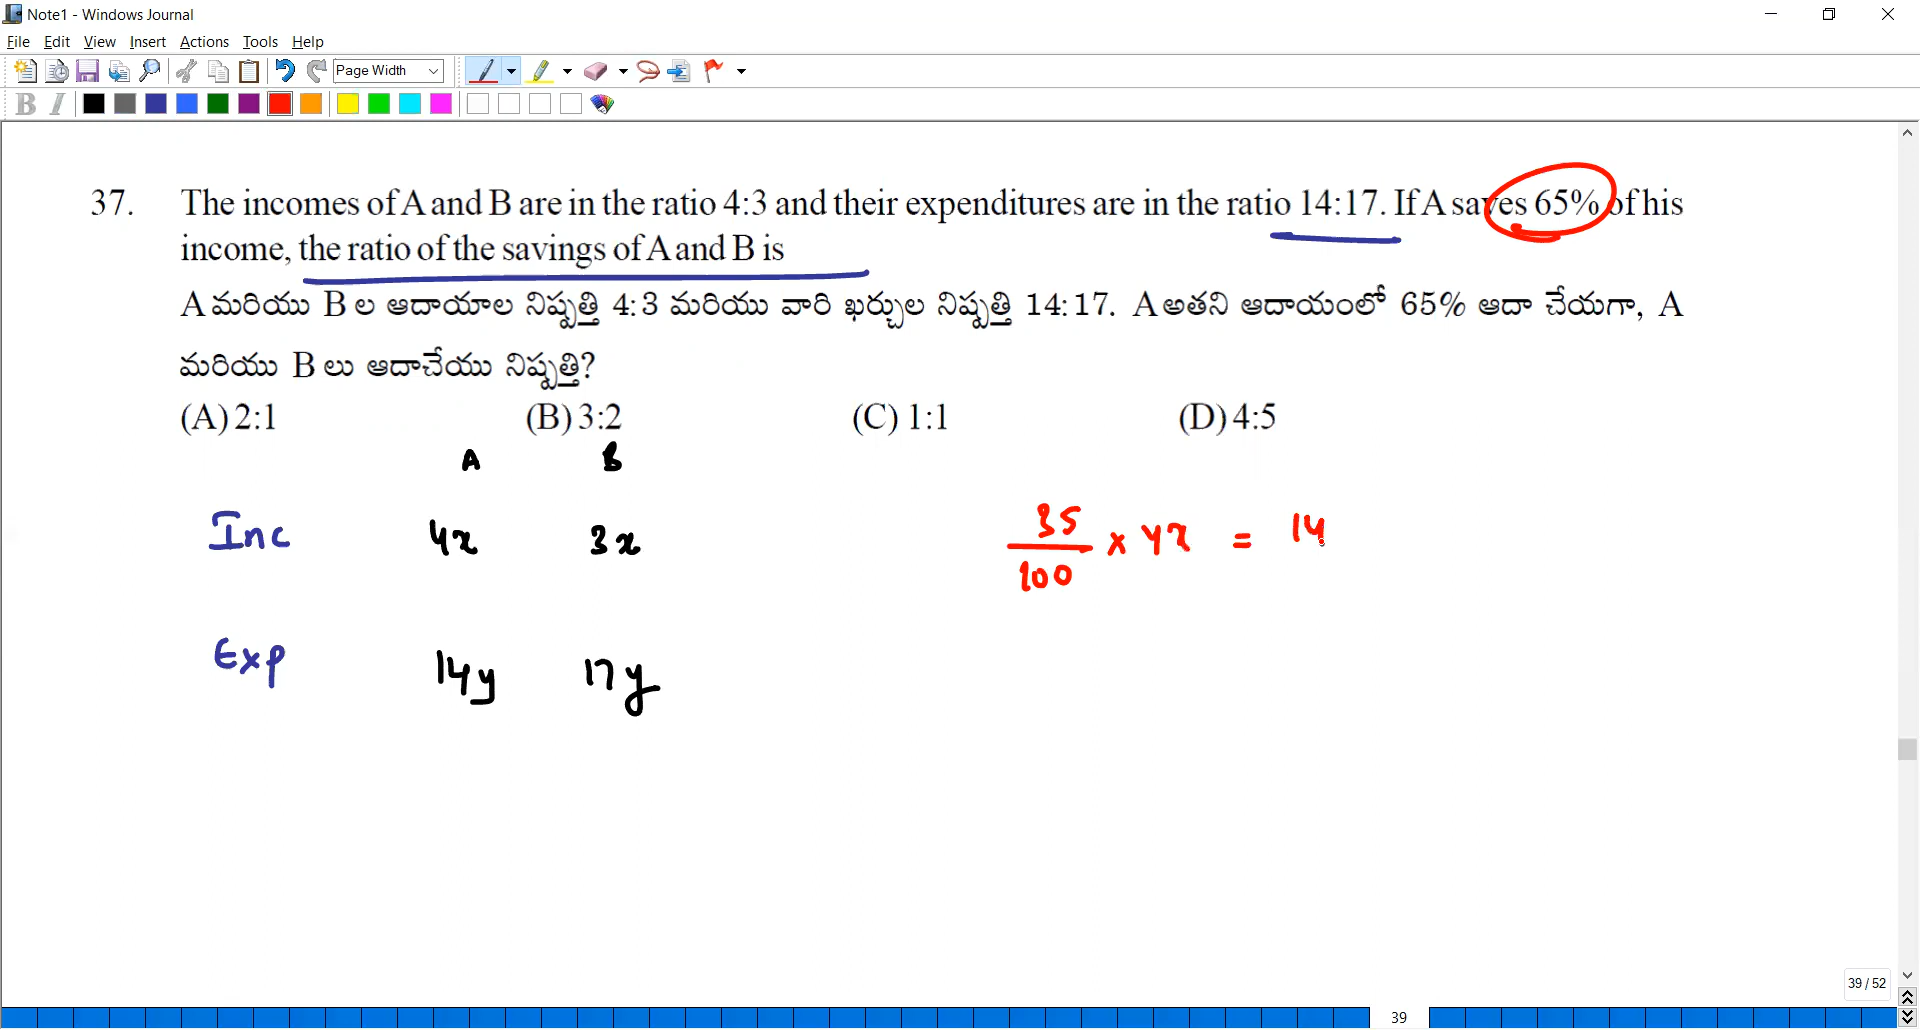 Note1 - Windows Journal
File Edit View Insert Actions Tools Help
Page Width
B I
37. The incomes of A and B are in the ratio 4:3 and their expenditures are in the ratio 14:17. If A saves 65% of his
income, the ratio of the savings of A and B is
A మరియు B ల ఆదాయాల నిష్పత్తి 4:3 మరియు వారి ఖర్చుల నిష్పత్తి 14:17. A అతని ఆదాయంలో 65% ఆదా చేయగా, A
మరియు B లు ఆదాచేయు నిష్పత్తి?
(A) 2:1 (B) 3:2 (C) 1:1 (D) 4:5
A B
Inc 4x 3x 35/100 × 4x = 14
Exp 14y 17y
39 / 52
39